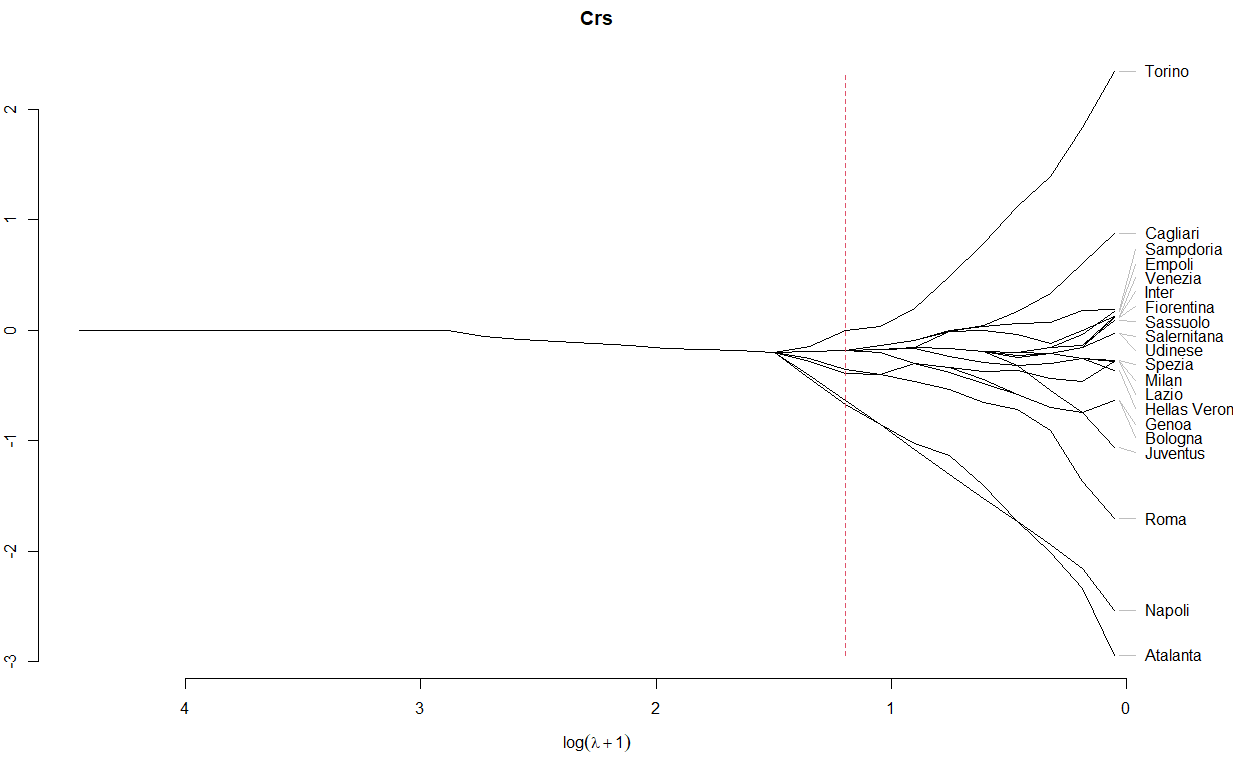 Crs
2
1
0
-1
-2
-3
Torino
Cagliari
Sampdoria
Empoli
Venezia
Inter
Fiorentina
Sassuolo
Salernitana
Udinese
Spezia
Milan
Lazio
Hellas Veron
Genoa
Bologna
Juventus
Roma
Napoli
Atalanta
4 3 2 1 0
log(λ+1)